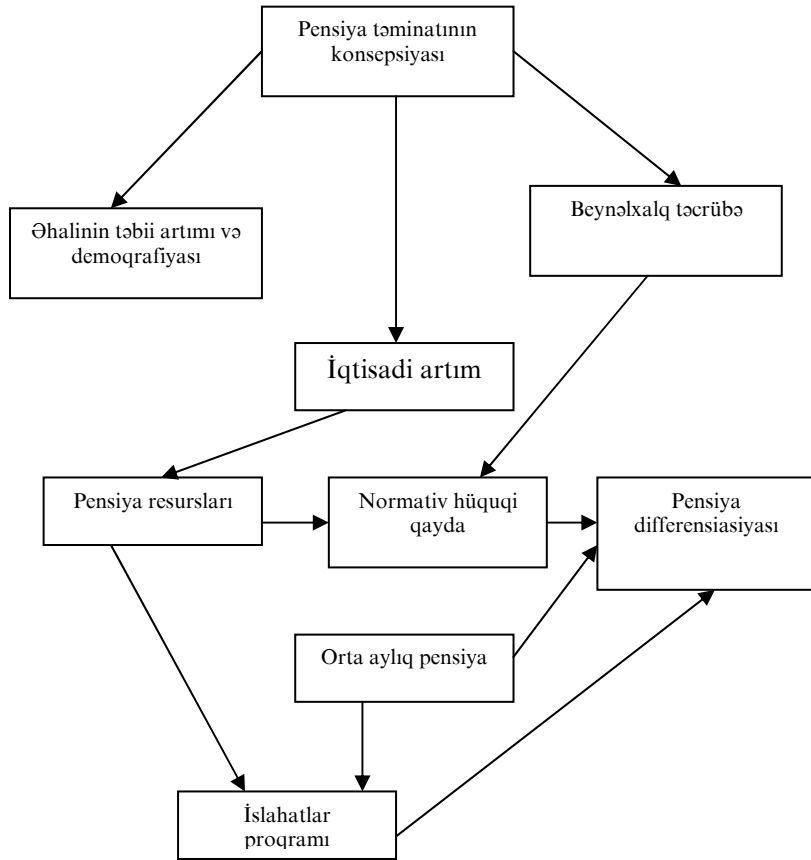 Pensiya təminatının
konsepsiyası
Əhalinin təbii artımı və
demoqrafiyası
Beynəlxalq təcrübə
İqtisadi artım
Pensiya resursları
Normativ hüquqi
qayda
Pensiya
differensiasiyası
Orta aylıq pensiya
İslahatlar
proqramı